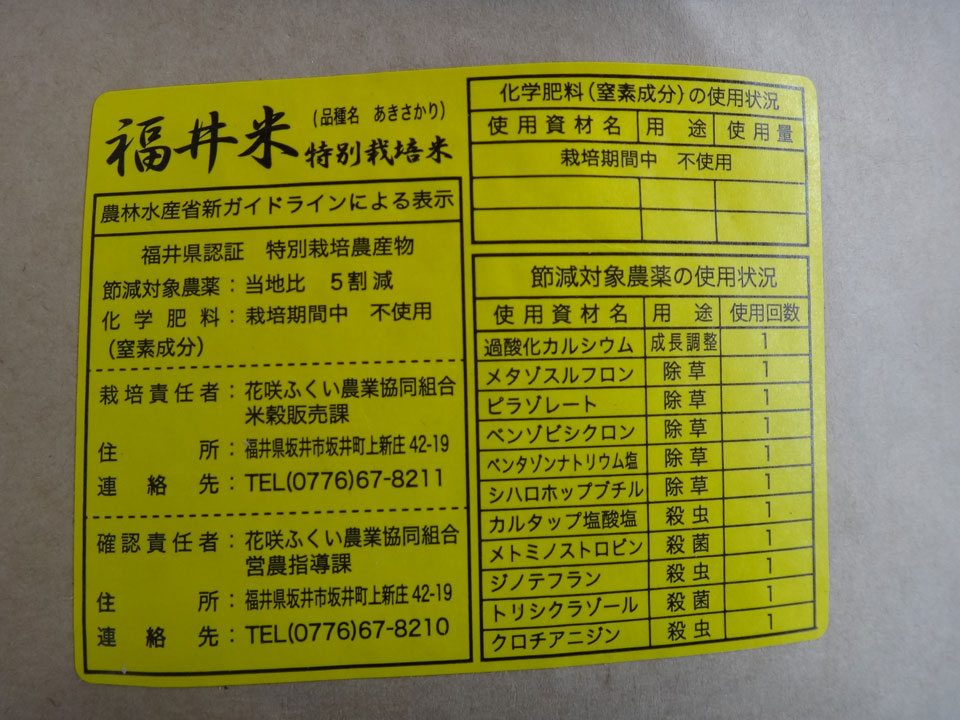 福井米
(品種名 あきさかり)
特別栽培米
農林水産省新ガイドラインによる表示
福井県認証 特別栽培農産物
節減対象農薬：当地比 5割減
化学肥料：栽培期間中 不使用
(窒素成分)
栽培責任者：花咲ふくい農業協同組合
米穀販売課
住所：福井県坂井市坂井町上新庄42-19
連絡先：TEL(0776)67-8211
確認責任者：花咲ふくい農業協同組合
営農指導課
住所：福井県坂井市坂井町上新庄42-19
連絡先：TEL(0776)67-8210
化学肥料(窒素成分)の使用状況
使用資材名 用途 使用量
栽培期間中 不使用
節減対象農薬の使用状況
使用資材名 用途 使用回数
過酸化カルシウム 成長調整 1
メタゾスルフロン 除草 1
ピラゾレート 除草 1
ベンゾビシクロン 除草 1
ベンタゾンナトリウム塩 除草 1
シハロホップブチル 除草 1
カルタップ塩酸塩 殺虫 1
メトミノストロビン 殺菌 1
ジノテフラン 殺虫 1
トリシクラゾール 殺菌 1
クロチアニジン 殺虫 1